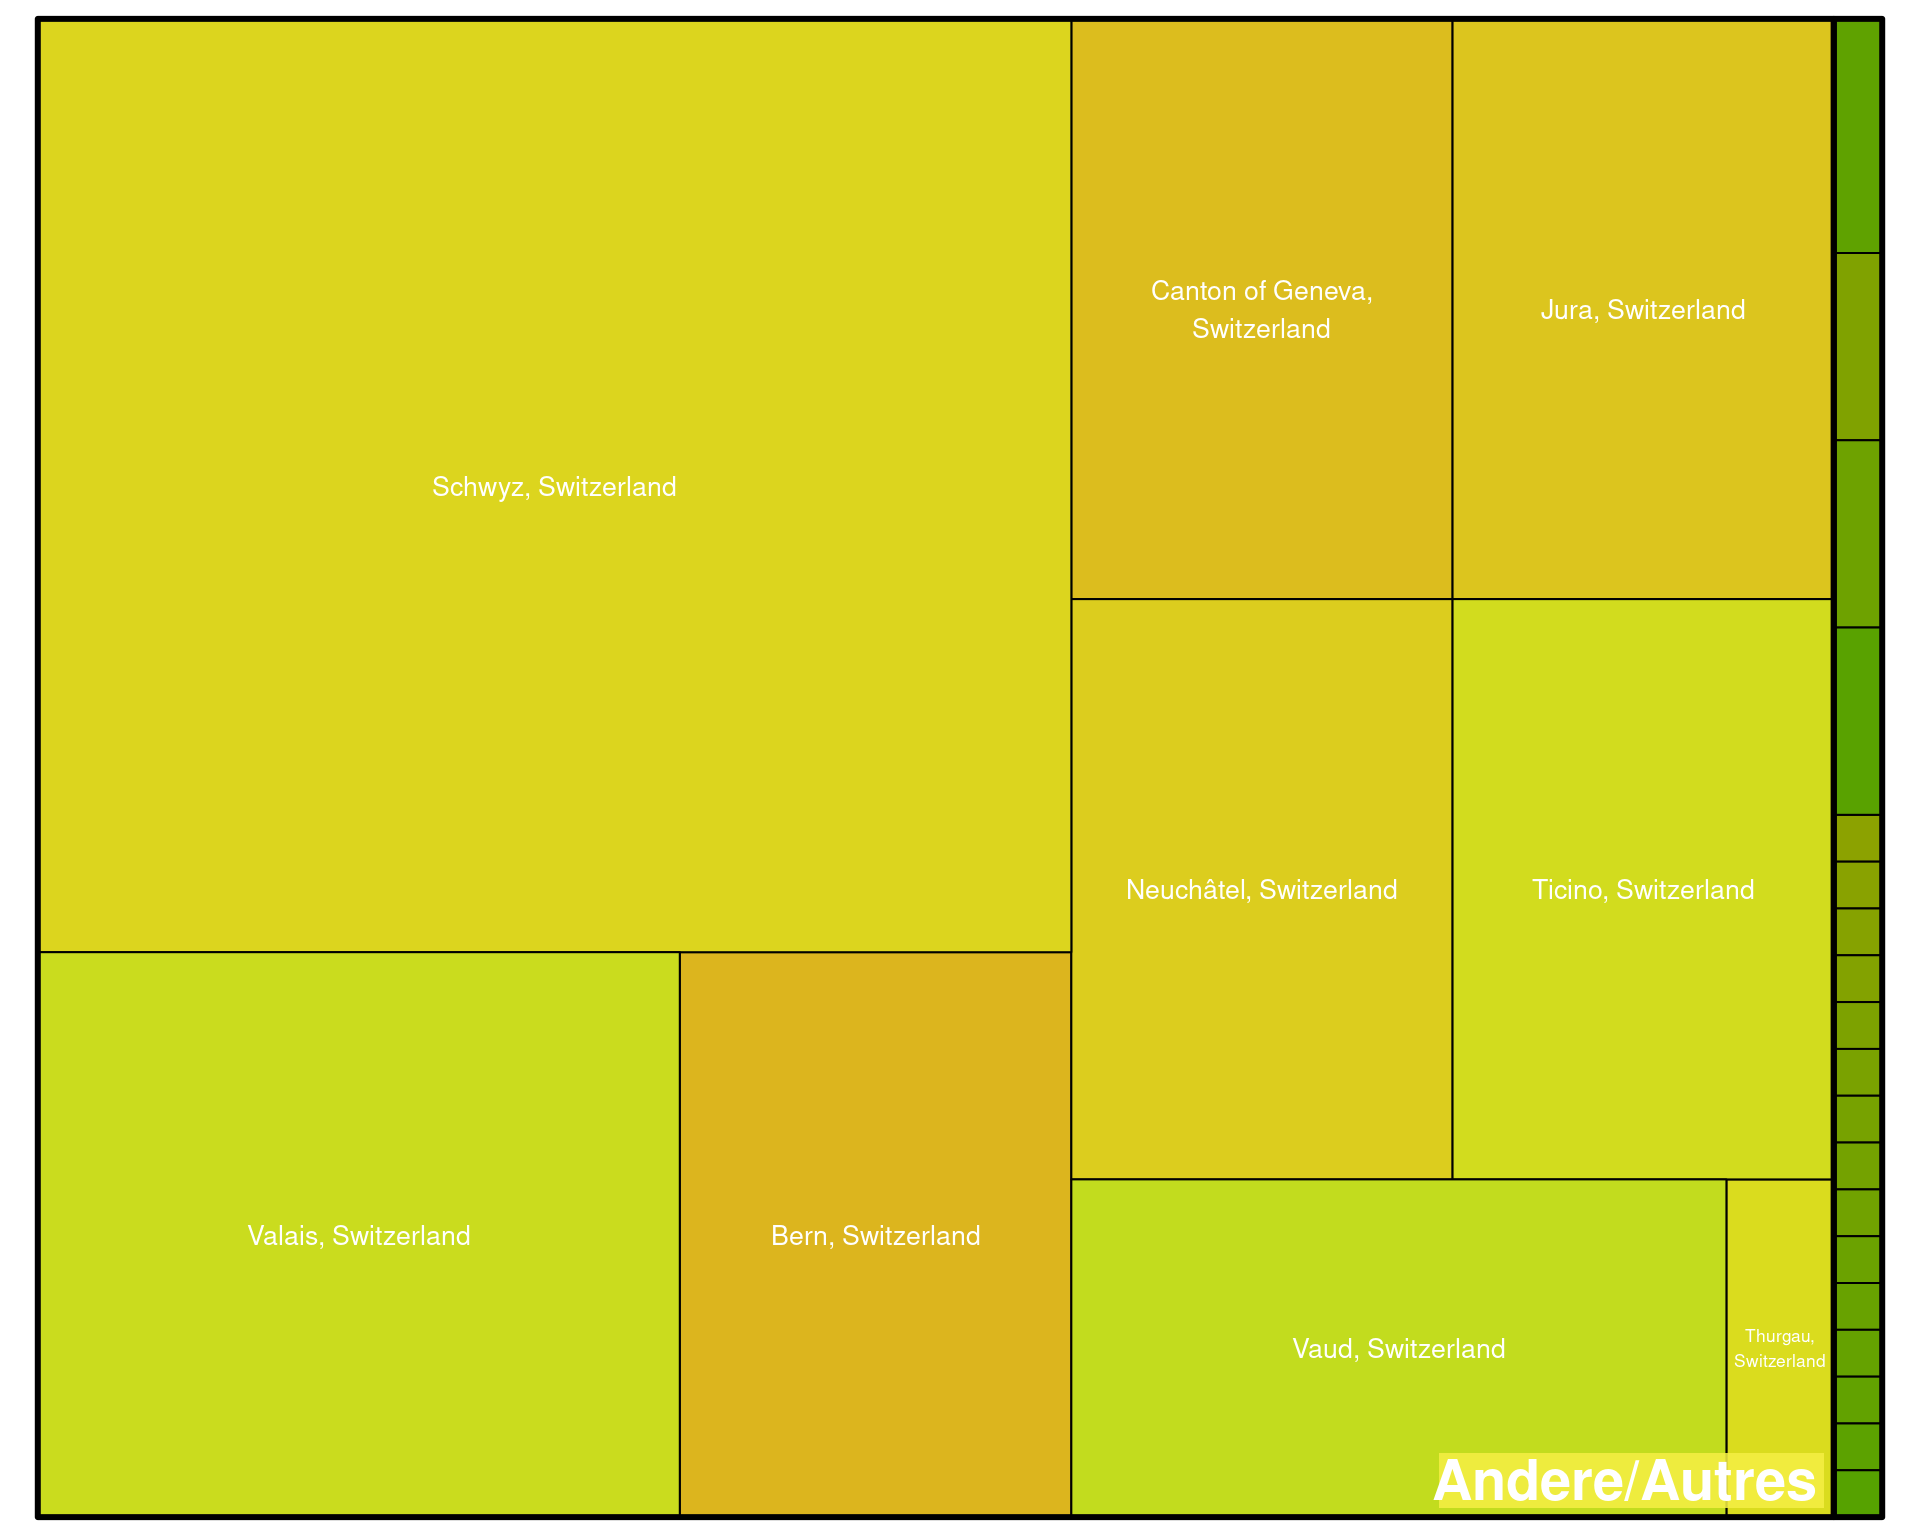 Canton of Geneva,
Switzerland
Jura, Switzerland
Schwyz, Switzerland
Neuchâtel, Switzerland
Ticino, Switzerland
Valais, Switzerland
Bern, Switzerland
Vaud, Switzerland
Thurgau,
Switzerland
Andere/Autres